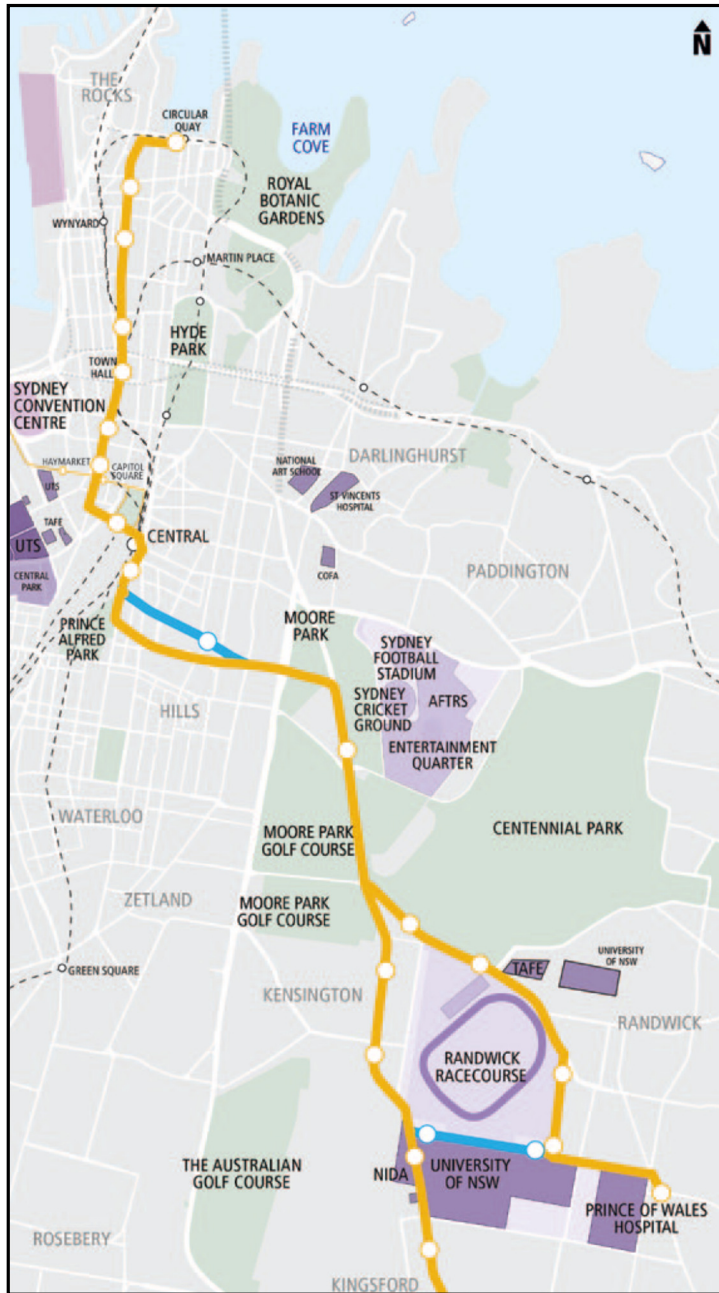 N
THE
ROCKS
CIRCULAR
QUAY
FARM
COVE
ROYAL
BOTANIC
GARDENS
WYNYARD
MARTIN PLACE
HYDE
PARK
TOWN
HALL
SYDNEY
CONVENTION
CENTRE
HAYMARKET
CAPITOL
SQUARE
NATIONAL
ART SCHOOL
DARLINGHURST
UTS
ST VINCENTS
HOSPITAL
TAFE
UTS
CENTRAL
COFA
PADDINGTON
CENTRAL
PARK
PRINCE
ALFRED
PARK
MOORE
PARK
SYDNEY
FOOTBALL
STADIUM
SYDNEY
CRICKET
GROUND
AFTRS
HILLS
ENTERTAINMENT
QUARTER
WATERLOO
MOORE PARK
GOLF COURSE
CENTENNIAL PARK
ZETLAND
MOORE PARK
GOLF COURSE
GREEN SQUARE
TAFE
UNIVERSITY
OF NSW
KENSINGTON
RANDWICK
RANDWICK
RACECOURSE
THE AUSTRALIAN
GOLF COURSE
NIDA
UNIVERSITY
OF NSW
PRINCE OF WALES
HOSPITAL
ROSEBERY
KINGSFORD